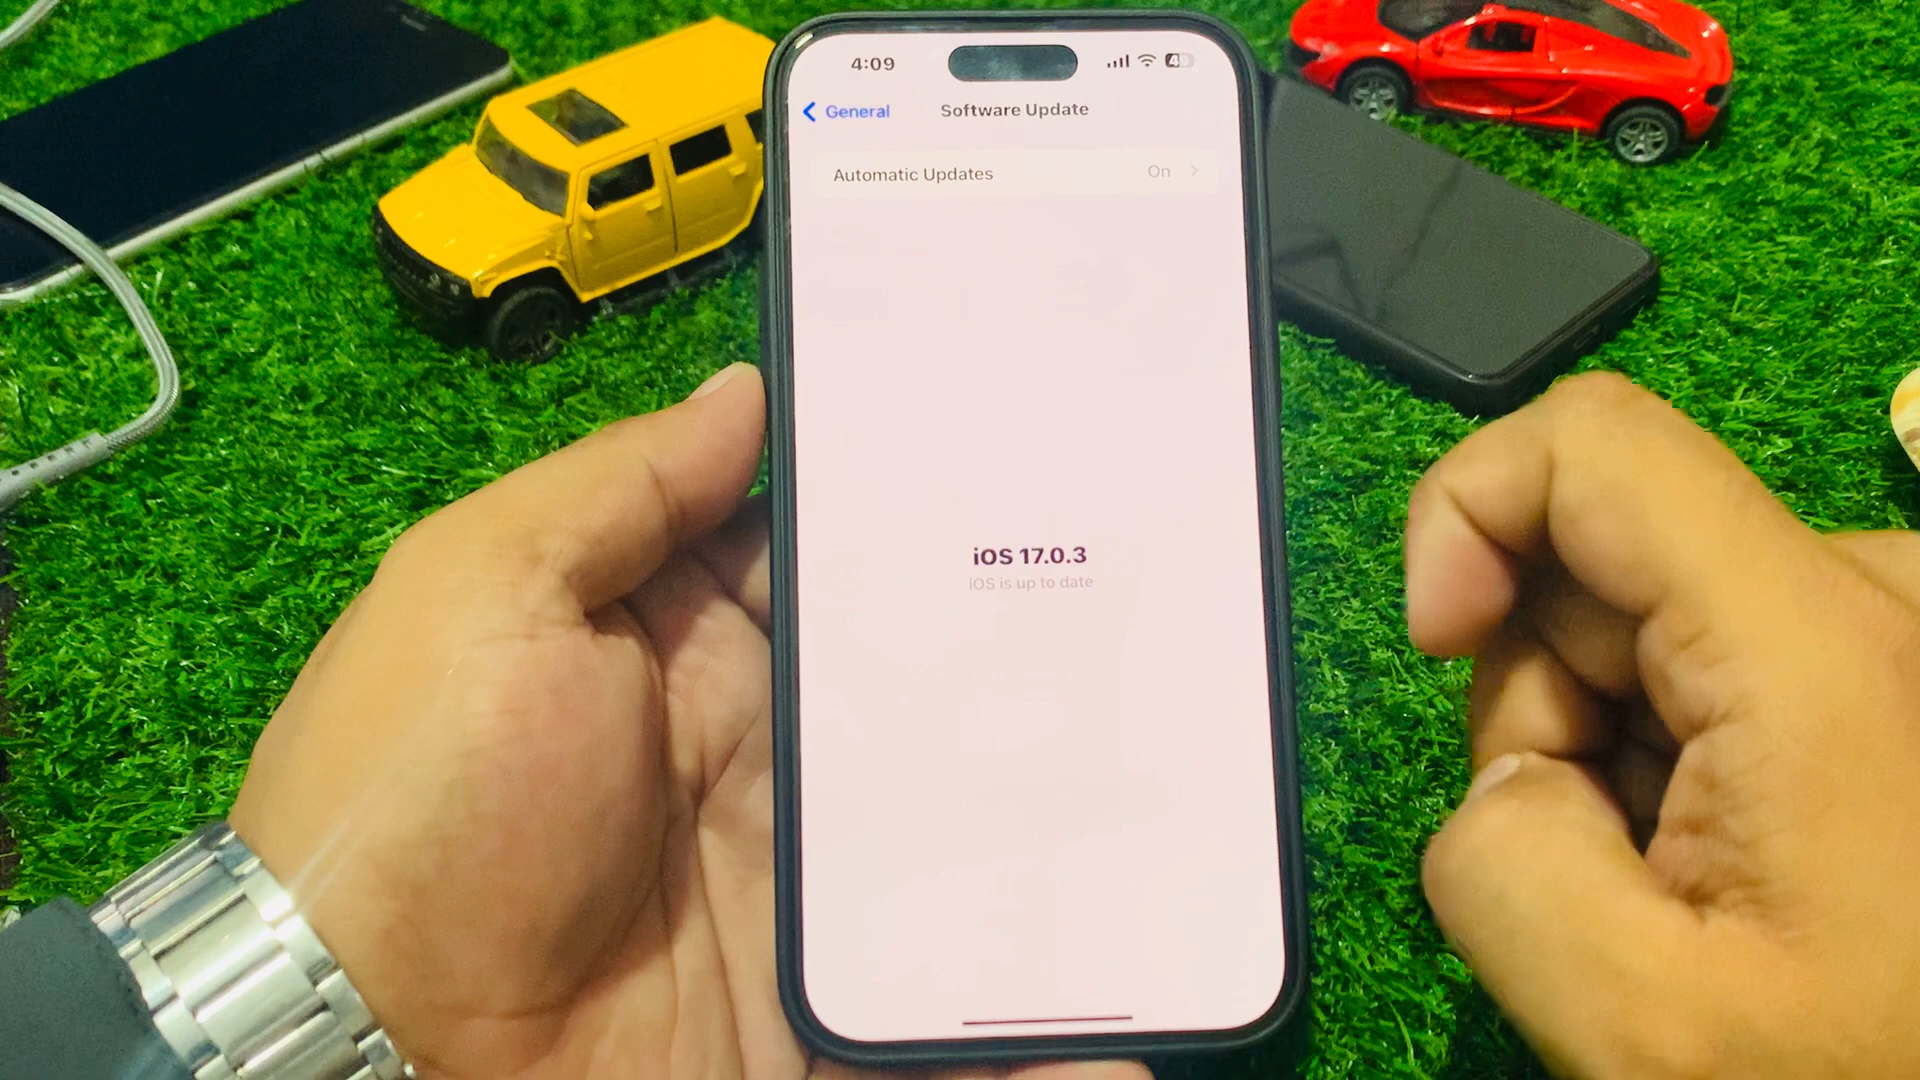 4:09
General
Software Update
Automatic Updates
On
iOS 17.0.3
iOS is up to date